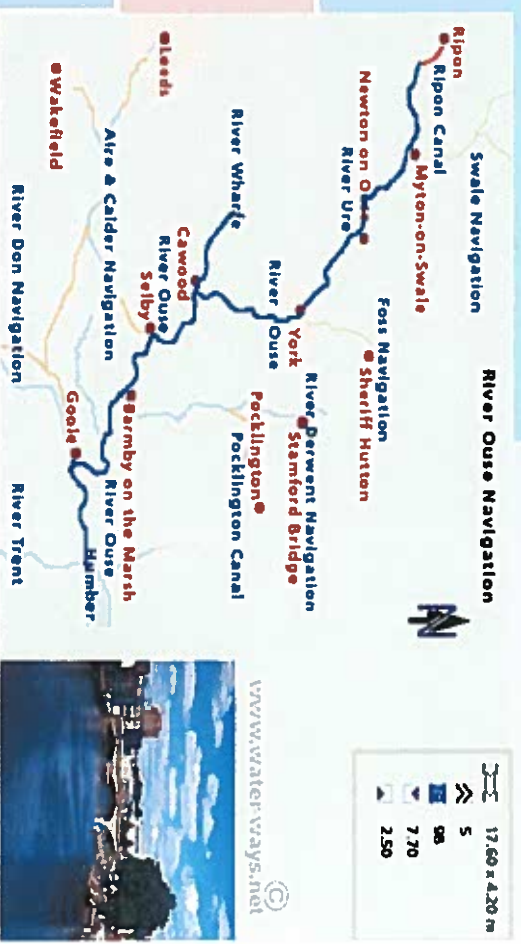 River Ouse Navigation
Swale Navigation
Ripon
Ripon Canal
Myton-on-Swale
Newton on
River Ure
Foss Navigation
Sheriff Hutton
York
River
Ouse
River Derwent Navigation
Stamford Bridge
Pocklington
Pocklington Canal
River Wharfe
Cawood
River Ouse
Selby
Leeds
Aire & Calder Navigation
Wakefield
Barmby on the Marsh
River Ouse
Goole
Humber
River Don Navigation
River Trent
N
17.60 x 4.20 m
5
98
7.70
2.50
©
www.waterways.net